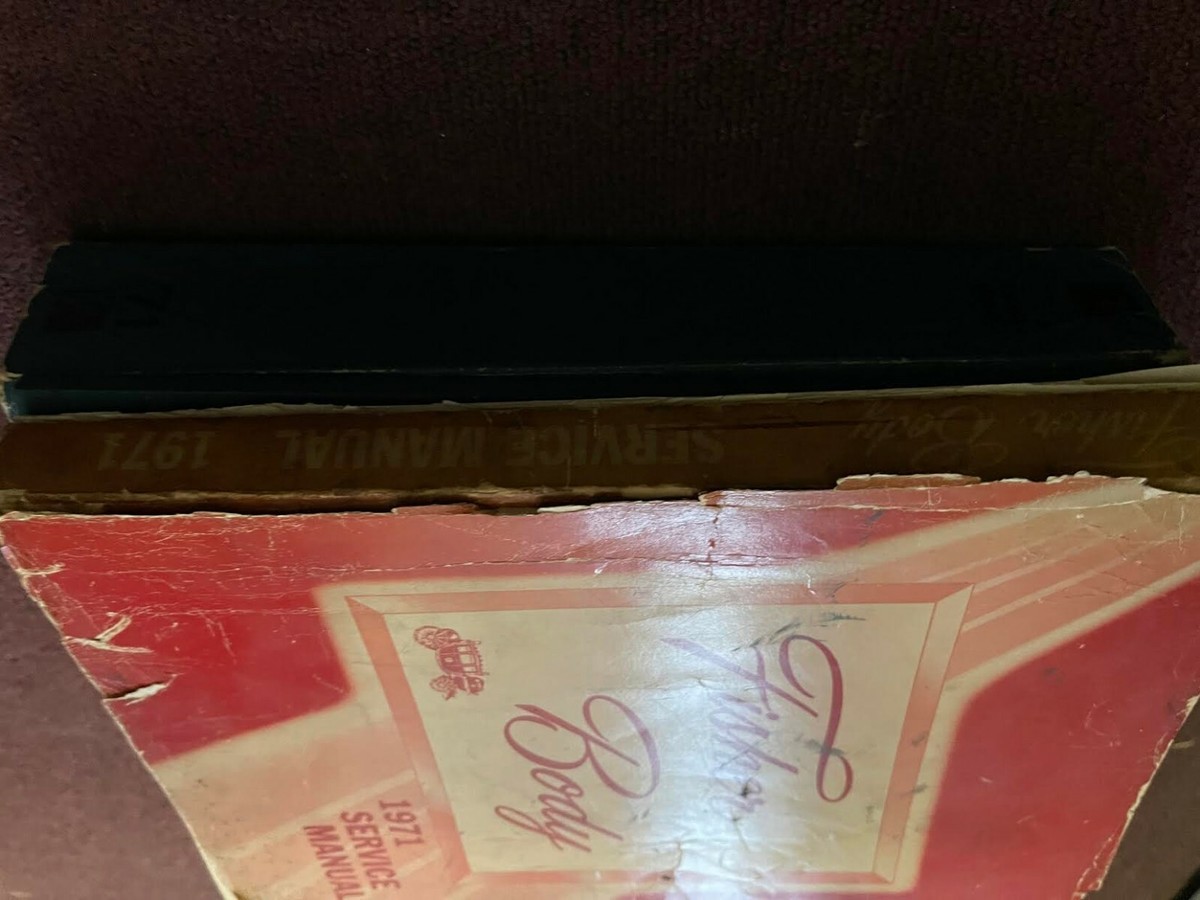 Fisher Body SERVICE MANUAL 1971
Fisher
Body
1971
SERVICE
MANUAL